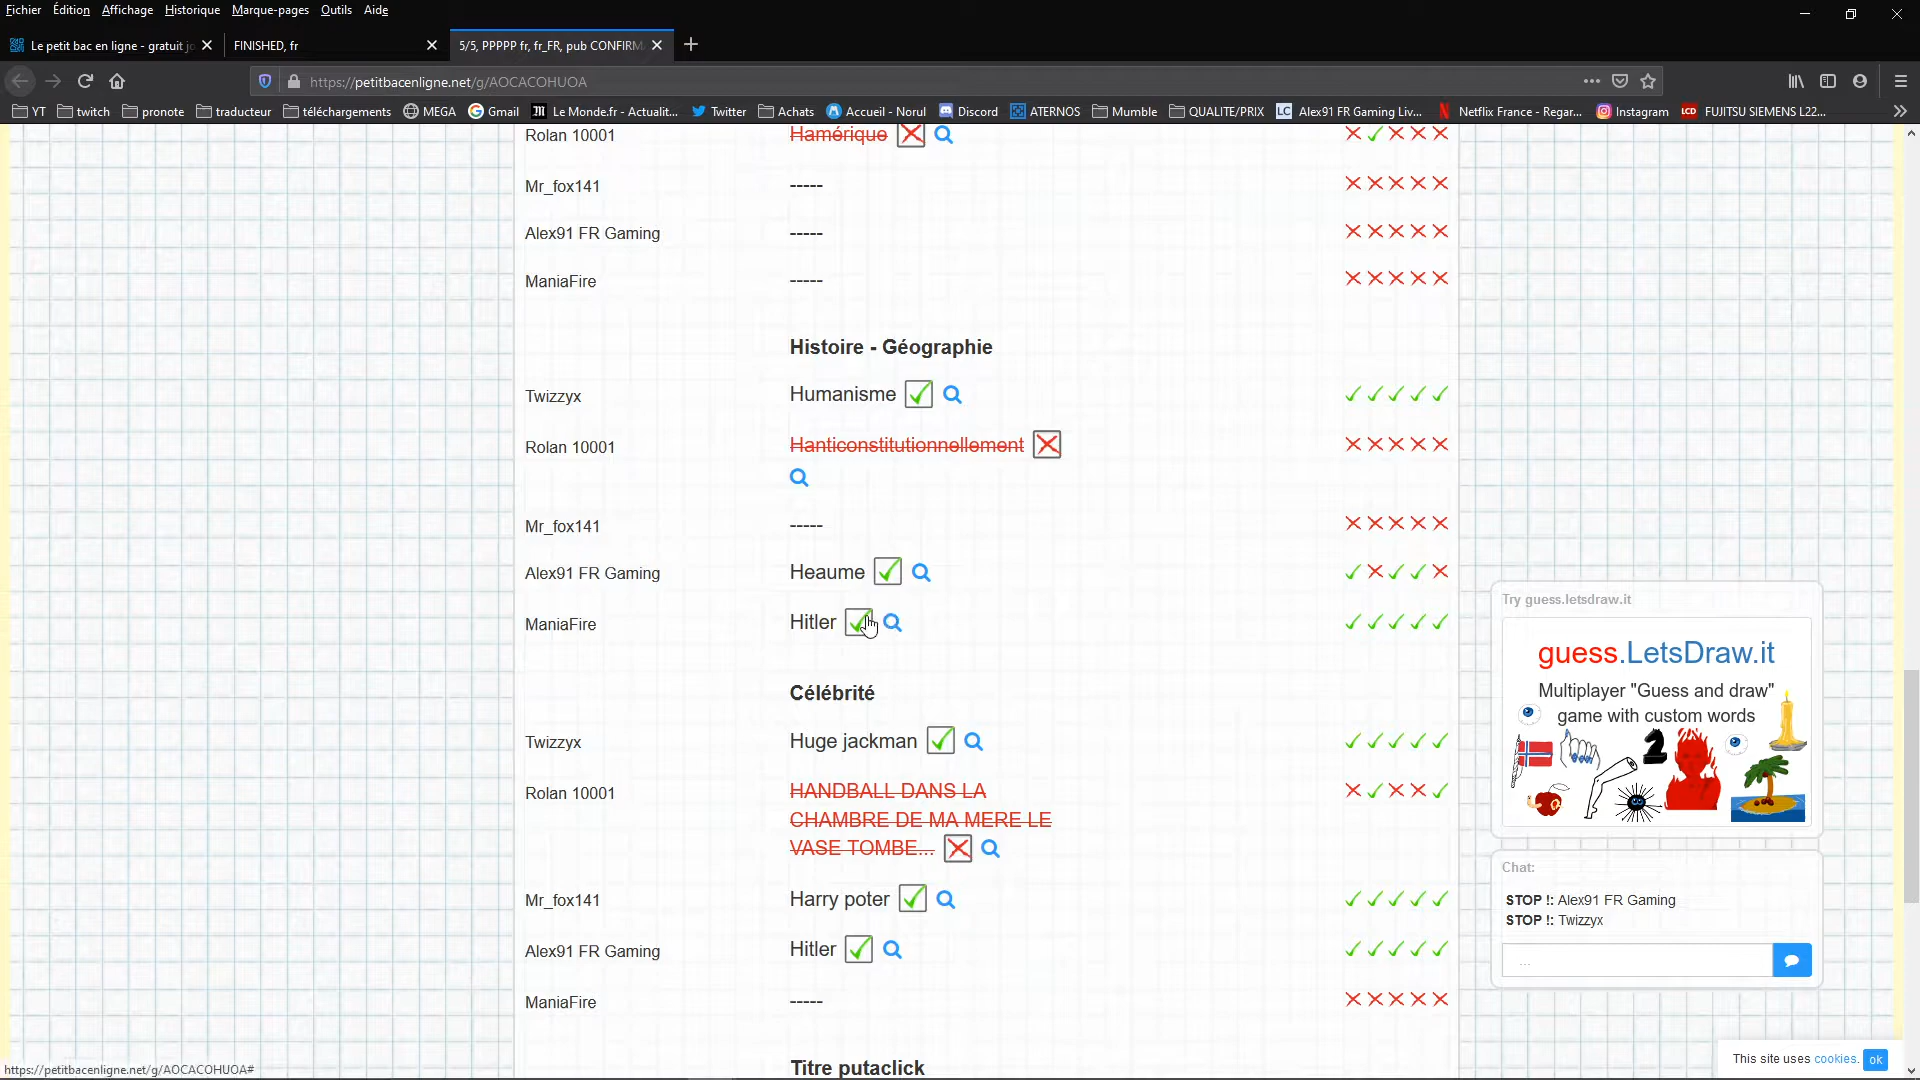 Fichier Édition Affichage Historique Marque-pages Outils Aide
Le petit bac en ligne - gratuit jo
FINISHED, fr
5/5, PPPPP fr, fr_FR, pub CONFIRM
https://petitbacenligne.net/g/AOCACOHUOA
YT twitch pronote traducteur téléchargements MEGA Gmail Le Monde.fr - Actualit... Twitter Achats Accueil - Norul Discord ATERNOS Mumble QUALITE/PRIX Alex91 FR Gaming Liv... Netflix France - Regar... Instagram FUJITSU SIEMENS L22...
Rolan 10001 Hamérique
Mr_fox141 -----
Alex91 FR Gaming -----
ManiaFire -----
Histoire - Géographie
Twizzyx Humanisme
Rolan 10001 Hanticonstitutionnellement
Mr_fox141 -----
Alex91 FR Gaming Heaume
ManiaFire Hitler
Célébrité
Twizzyx Huge jackman
Rolan 10001 HANDBALL DANS LA
CHAMBRE DE MA MERE LE
VASE TOMBE...
Mr_fox141 Harry poter
Alex91 FR Gaming Hitler
ManiaFire -----
Titre putaclick
Try guess.letsdraw.it
guess.LetsDraw.it
Multiplayer "Guess and draw"
game with custom words
Chat:
STOP !: Alex91 FR Gaming
STOP !: Twizzyx
...
This site uses cookies. ok
https://petitbacenligne.net/g/AOCACOHUOA#